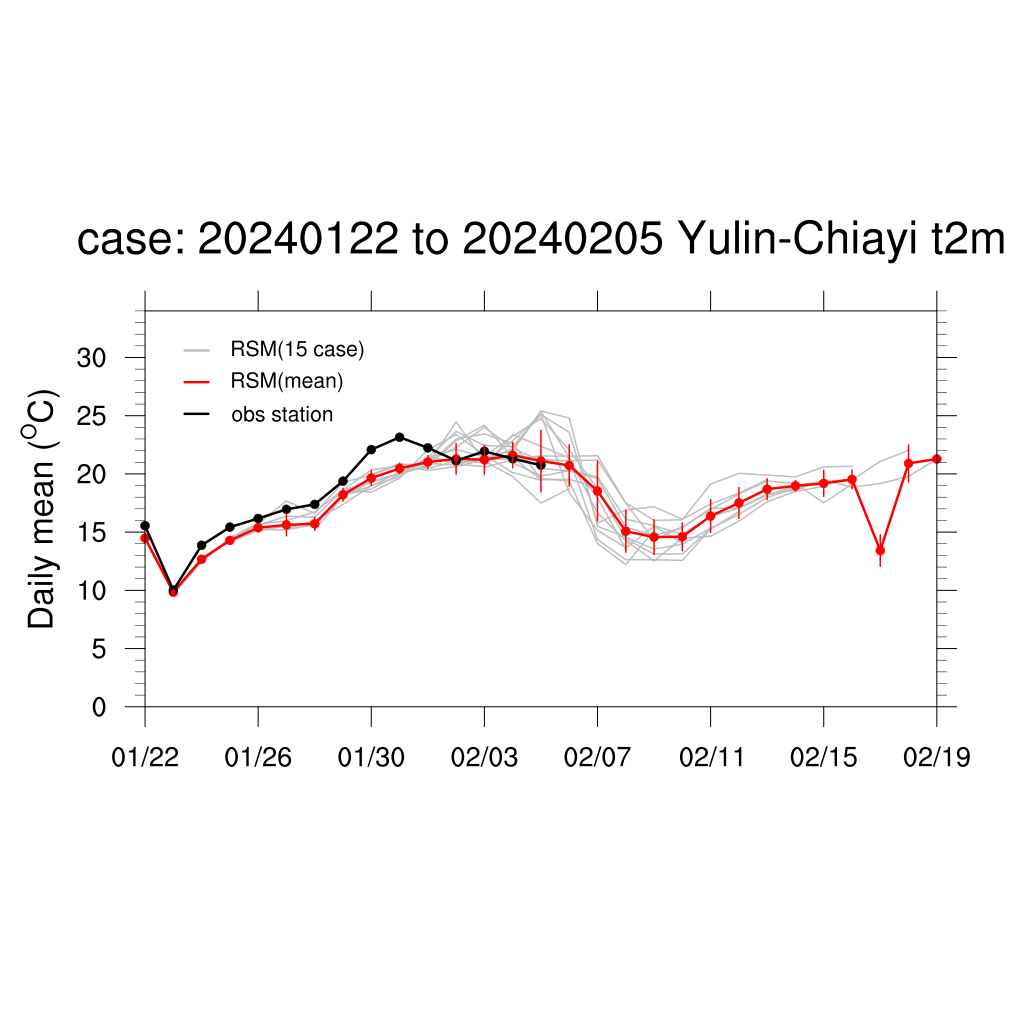 case: 20240122 to 20240205 Yulin-Chiayi t2m
RSM(15 case)
RSM(mean)
obs station
Daily mean (°C)
30
25
20
15
10
5
0
01/22 01/26 01/30 02/03 02/07 02/11 02/15 02/19